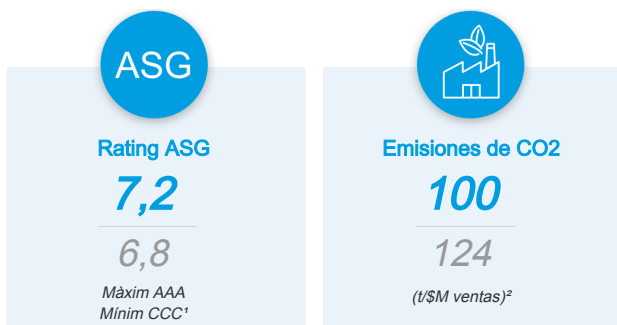 ASG
Rating ASG
7,2
6,8
Màxim AAA
Mínim CCC¹
Emisiones de CO2
100
124
(t/$M ventas)²